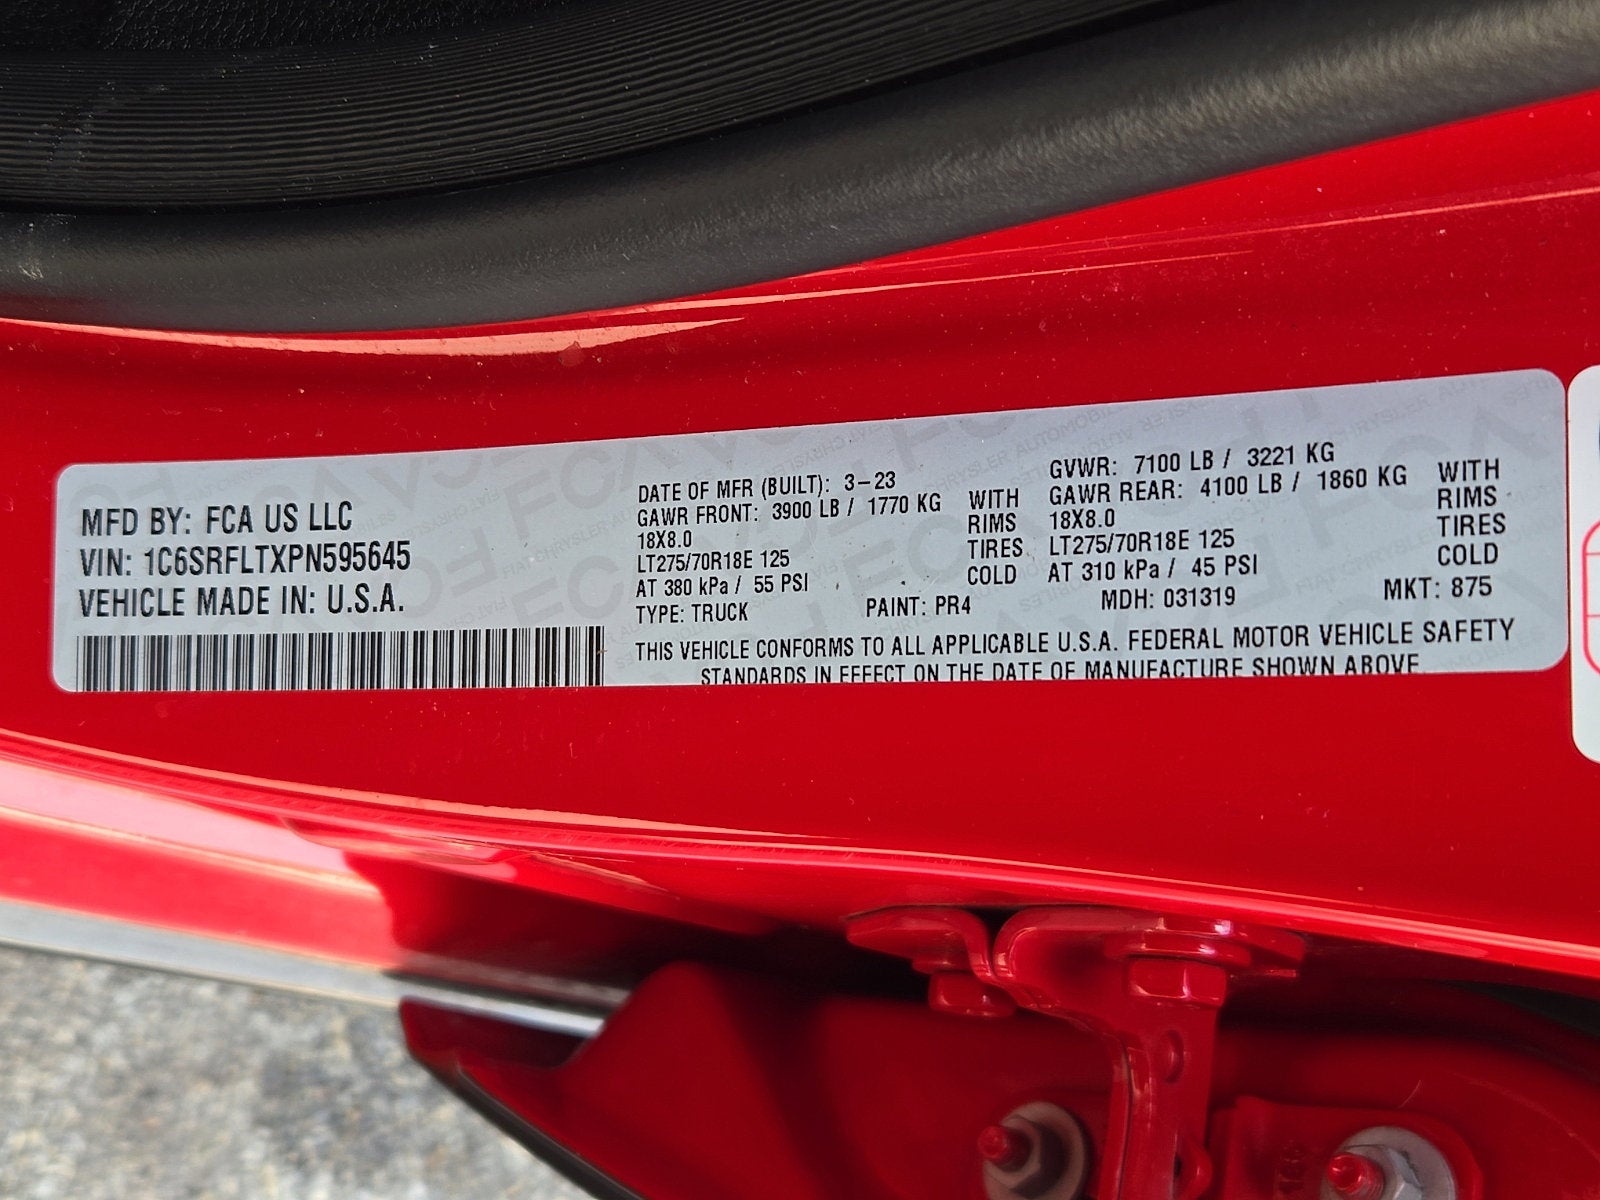 MFD BY: FCA US LLC
VIN: 1C6SRFLTXPN595645
VEHICLE MADE IN: U.S.A.
DATE OF MFR (BUILT): 3-23
GAWR FRONT: 3900 LB / 1770 KG WITH
18X8.0 RIMS
LT275/70R18E 125 TIRES
AT 380 kPa / 55 PSI COLD
GVWR: 7100 LB / 3221 KG
GAWR REAR: 4100 LB / 1860 KG WITH
18X8.0 RIMS
LT275/70R18E 125 TIRES
AT 310 kPa / 45 PSI COLD
TYPE: TRUCK PAINT: PR4 MDH: 031319 MKT: 875
THIS VEHICLE CONFORMS TO ALL APPLICABLE U.S.A. FEDERAL MOTOR VEHICLE SAFETY
STANDARDS IN EFFECT ON THE DATE OF MANUFACTURE SHOWN ABOVE